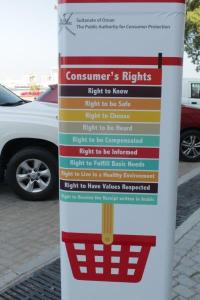 Sultanate of Oman
The Public Authority for Consumer Protection
Consumer's Rights
Right to Know
Right to be Safe
Right to Choose
Right to be Heard
Right to be Compensated
Right to be Informed
Right to Fulfill Basic Needs
Right to Live in a Healthy Environment
Right to Have Values Respected
Right to Receive the Receipt written in Arabic